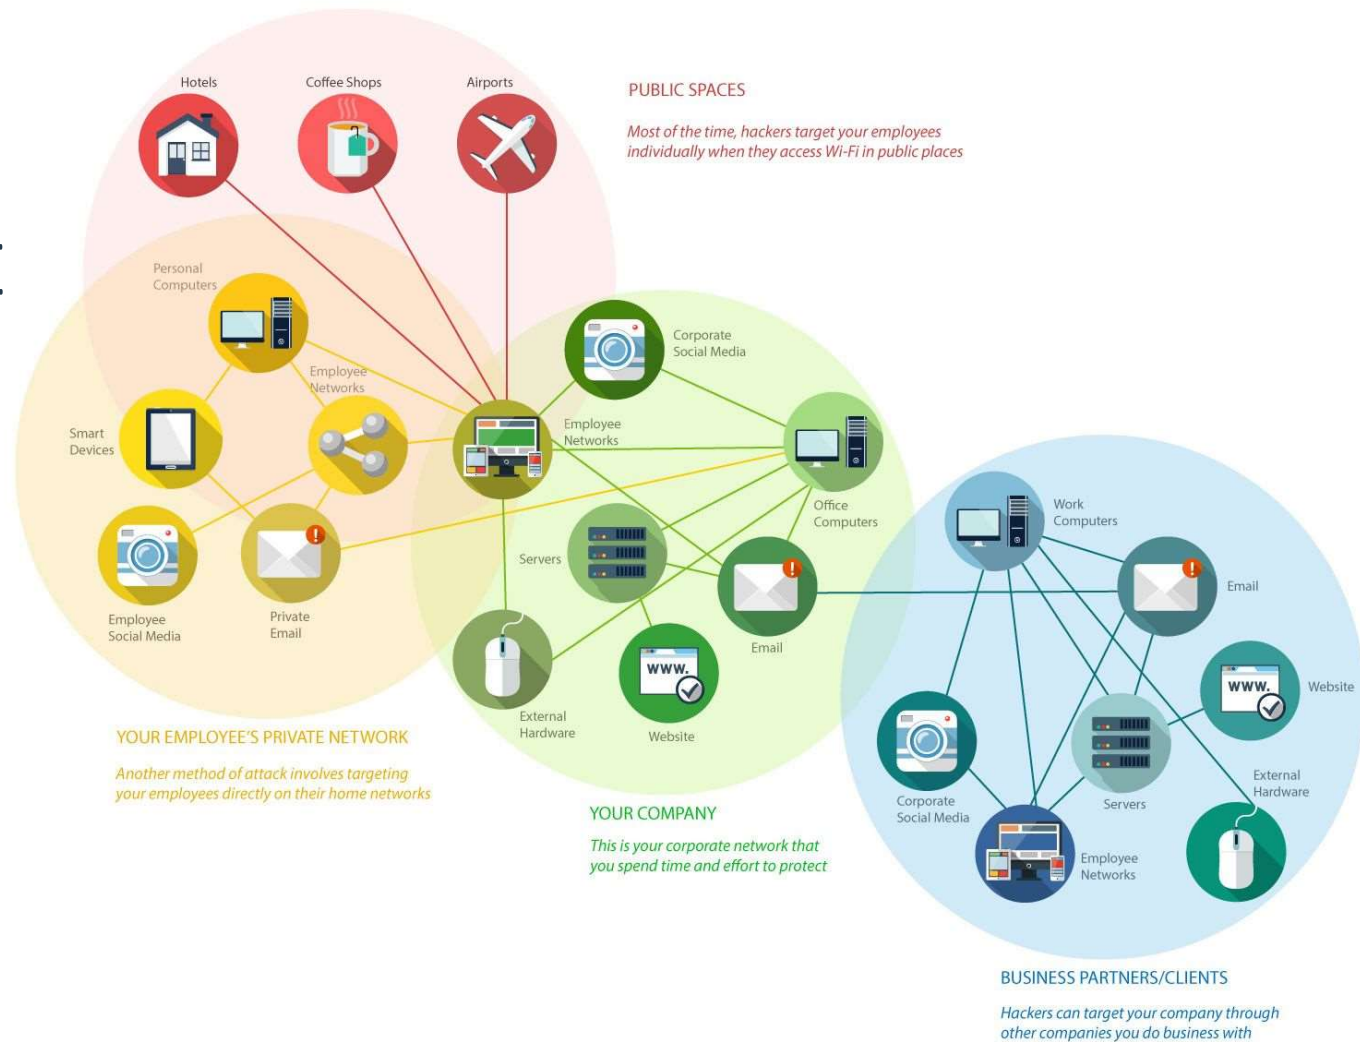 Hotels
Coffee Shops
Airports
PUBLIC SPACES
Most of the time, hackers target your employees
individually when they access Wi-Fi in public places
Personal
Computers
Employee
Networks
Smart
Devices
Employee
Social Media
Private
Email
YOUR EMPLOYEE'S PRIVATE NETWORK
Another method of attack involves targeting
your employees directly on their home networks
Corporate
Social Media
Employee
Networks
Office
Computers
Servers
Email
External
Hardware
www.
Website
YOUR COMPANY
This is your corporate network that
you spend time and effort to protect
Work
Computers
Email
www.
Website
Corporate
Social Media
Servers
External
Hardware
Employee
Networks
BUSINESS PARTNERS/CLIENTS
Hackers can target your company through
other companies you do business with